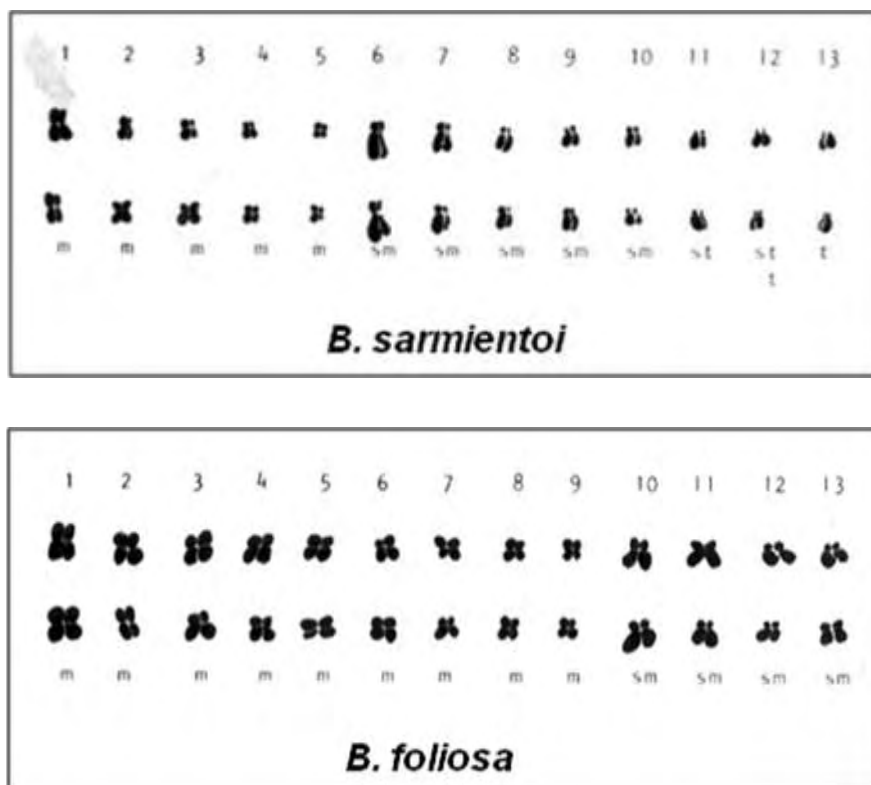 1 2 3 4 5 6 7 8 9 10 11 12 13
m m m m m sm sm sm sm sm st st t
t
B. sarmientoi
1 2 3 4 5 6 7 8 9 10 11 12 13
m m m m m m m m m sm sm sm sm
B. foliosa